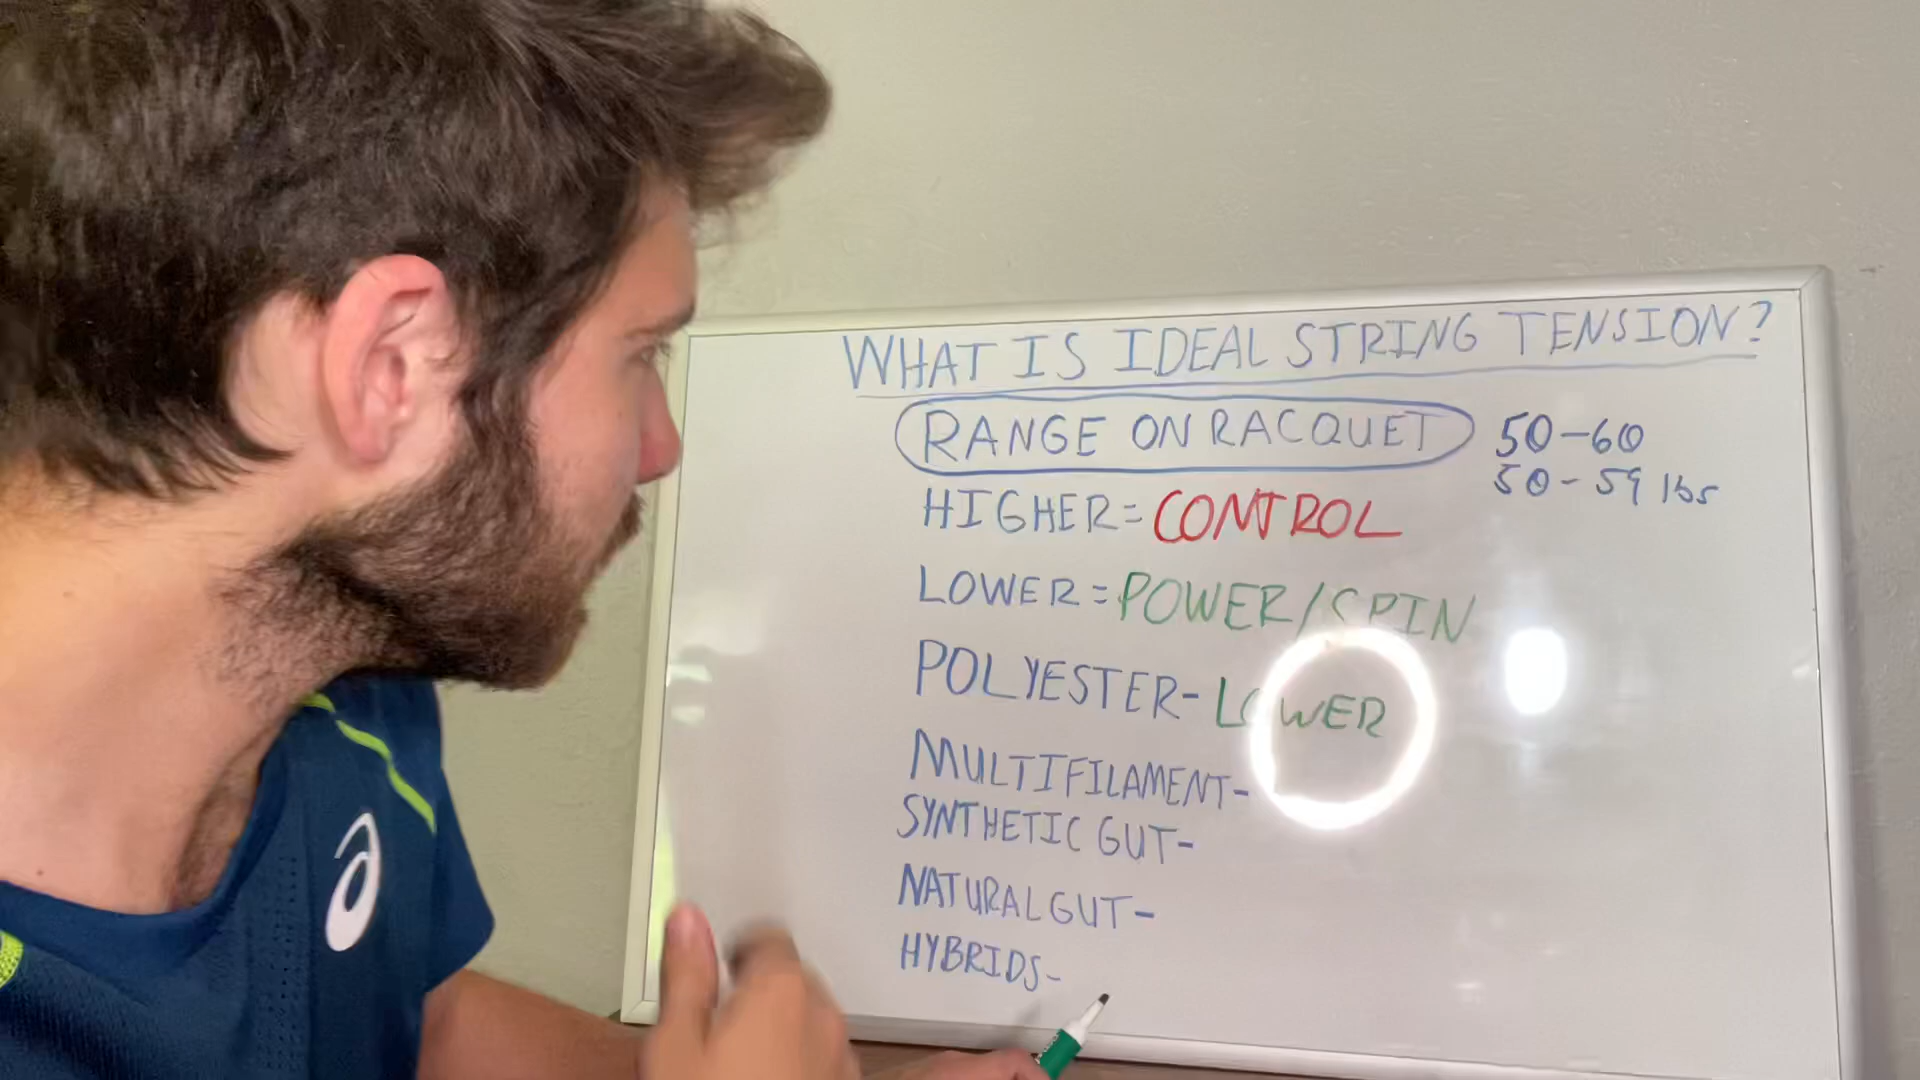 WHAT IS IDEAL STRING TENSION?
RANGE ON RACQUET 50-60
50-59 lbs
HIGHER = CONTROL
LOWER = POWER/SPIN
POLYESTER- LOWER
MULTIFILAMENT-
SYNTHETIC GUT-
NATURAL GUT-
HYBRIDS-